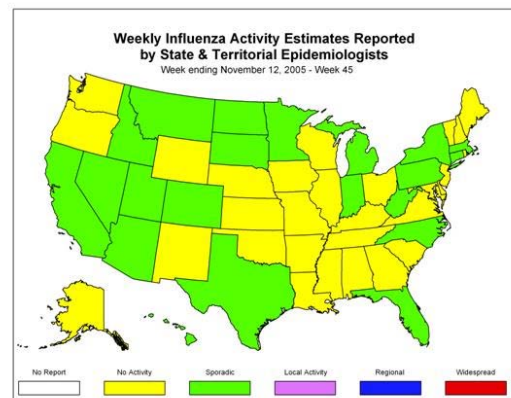 Weekly Influenza Activity Estimates Reported
by State & Territorial Epidemiologists
Week ending November 12, 2005 - Week 45
No Report
No Activity
Sporadic
Local Activity
Regional
Widespread